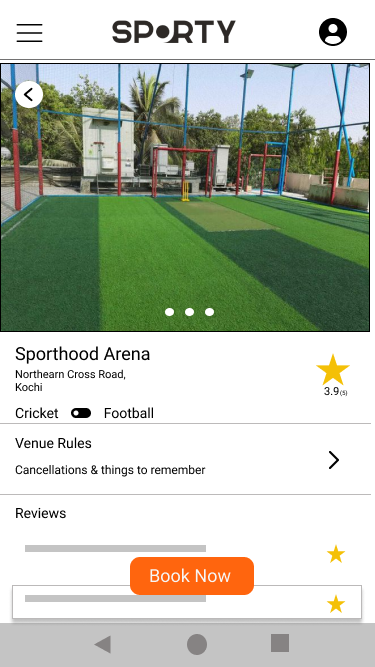 SPORTY
Sporthood Arena
Northearn Cross Road,
Kochi
3.9(5)
Cricket Football
Venue Rules
Cancellations & things to remember
Reviews
Book Now